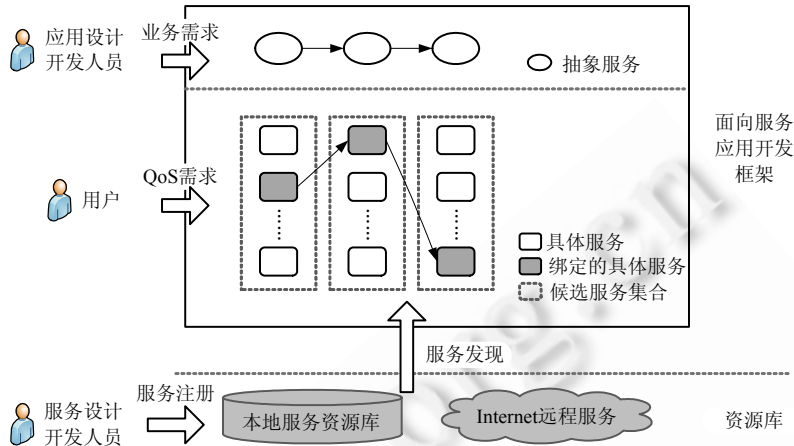 应用设计
开发人员
业务需求
抽象服务
面向服务
应用开发
框架
用户
QoS需求
具体服务
绑定的具体服务
候选服务集合
服务发现
服务设计
开发人员
服务注册
本地服务资源库
Internet远程服务
资源库
org.cn